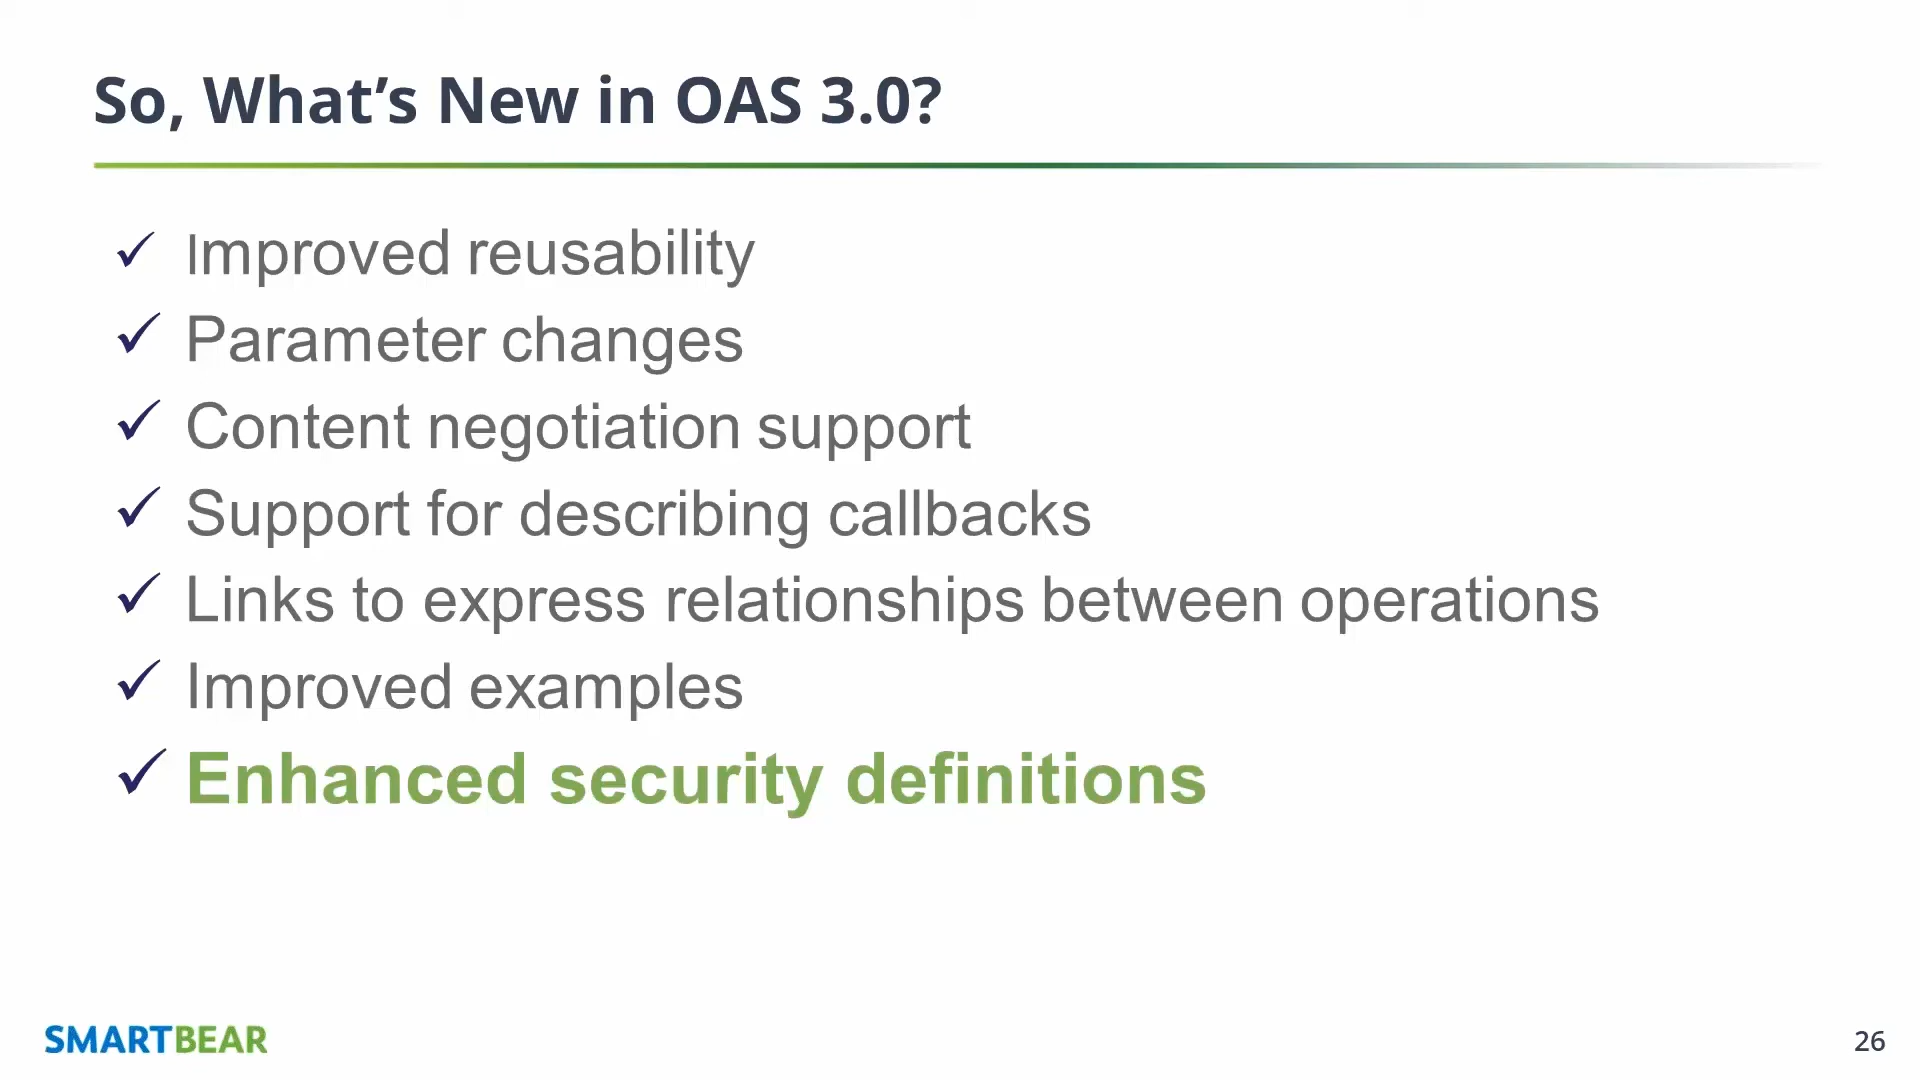 So, What’s New in OAS 3.0?
✓ Improved reusability
✓ Parameter changes
✓ Content negotiation support
✓ Support for describing callbacks
✓ Links to express relationships between operations
✓ Improved examples
✓ Enhanced security definitions
SMARTBEAR
26